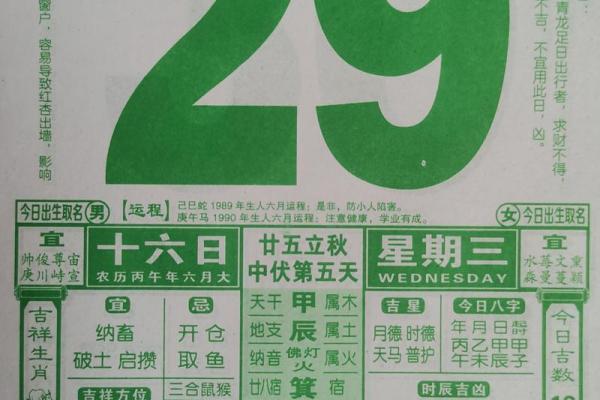 29
窗户，容易导致红杏出墙，影响
：
青龙足日出行者，求财不得，
不吉，不宜用此日，凶。
【运程】
己巳蛇 1989 年生人六月运程：是非，防小人陷害。
庚午马 1990 年生人六月运程：注意健康，学业有成。
今日出生取名 男
女 今日出生取名
宜
帅俊尊宙
庚川峙宣
十六日
农历丙午年六月大
廿五立秋
中伏第五天
星期三
WEDNESDAY
宜
水莓文熏
森曼蔓颖
吉祥生肖
宜
纳畜
破土 启攒
忌
开仓
取鱼
吉祥方位
三合鼠猴
天干 甲 属木
地支 辰 属土
纳音 佛灯火 属火
廿八宿 箕 宿
吉星
月德 时德
天马 普护
今日八字
年月日时
丙乙甲甲
午未辰子
时辰吉凶
今日吉数